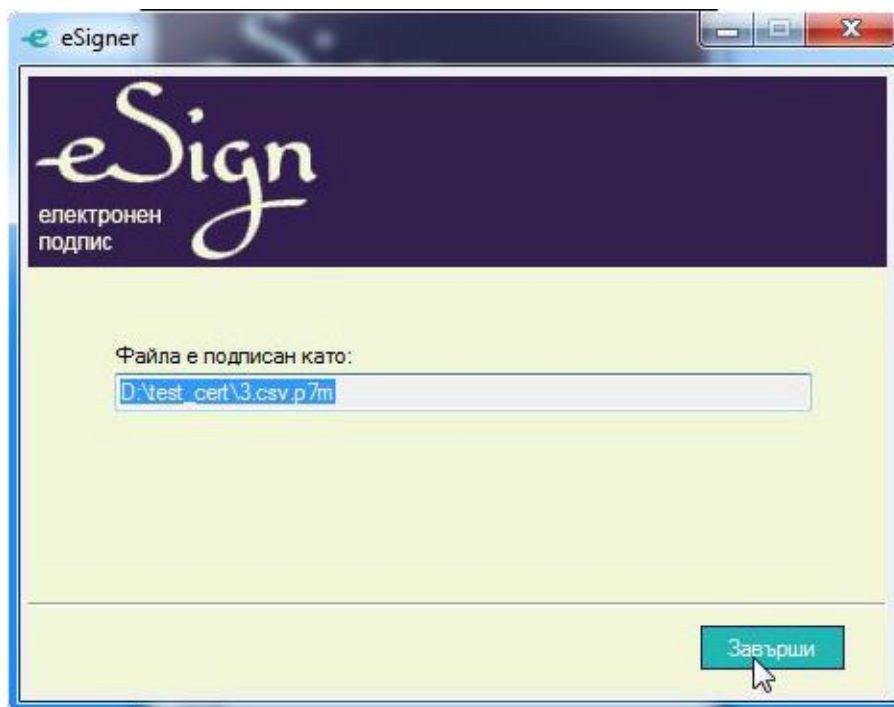 eSigner
eSign
електронен
подпис
Файла е подписан като:
D:\test_cert\3.csv.p7m
Завърши